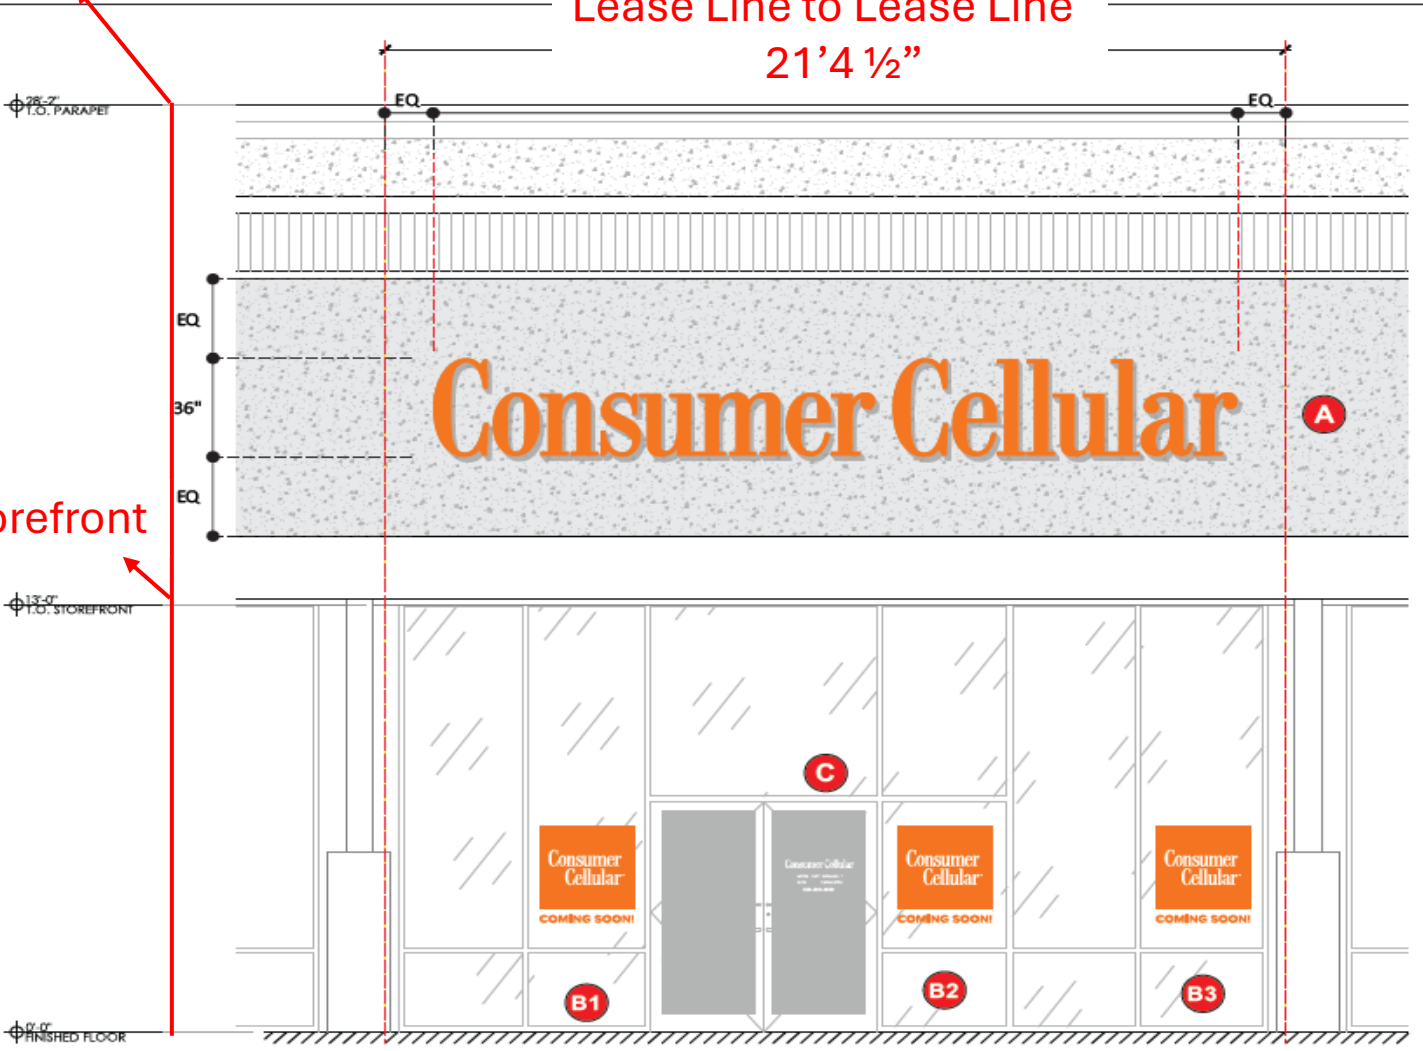 Lease Line to Lease Line
21'4 ½”
28'-2"
T.O. PARAPET
EQ
EQ
EQ
36"
EQ
Consumer Cellular
A
orefront
13'-0"
T.O. STOREFRONT
C
Consumer
Cellular
COMING SOON!
B1
Consumer Cellular
Consumer
Cellular
COMING SOON!
B2
Consumer
Cellular
COMING SOON!
B3
0'-0"
FINISHED FLOOR